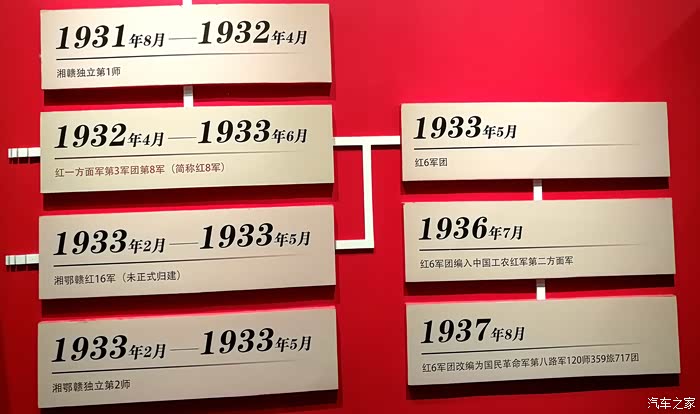 1931年8月——1932年4月
湘赣独立第1师
1932年4月——1933年6月
红一方面军第3军团第8军（简称红8军）
1933年2月——1933年5月
湘鄂赣红16军（未正式归建）
1933年2月——1933年5月
湘鄂赣独立第2师
1933年5月
红6军团
1936年7月
红6军团编入中国工农红军第二方面军
1937年8月
红6军团改编为国民革命军第八路军120师359旅717团
汽车之家